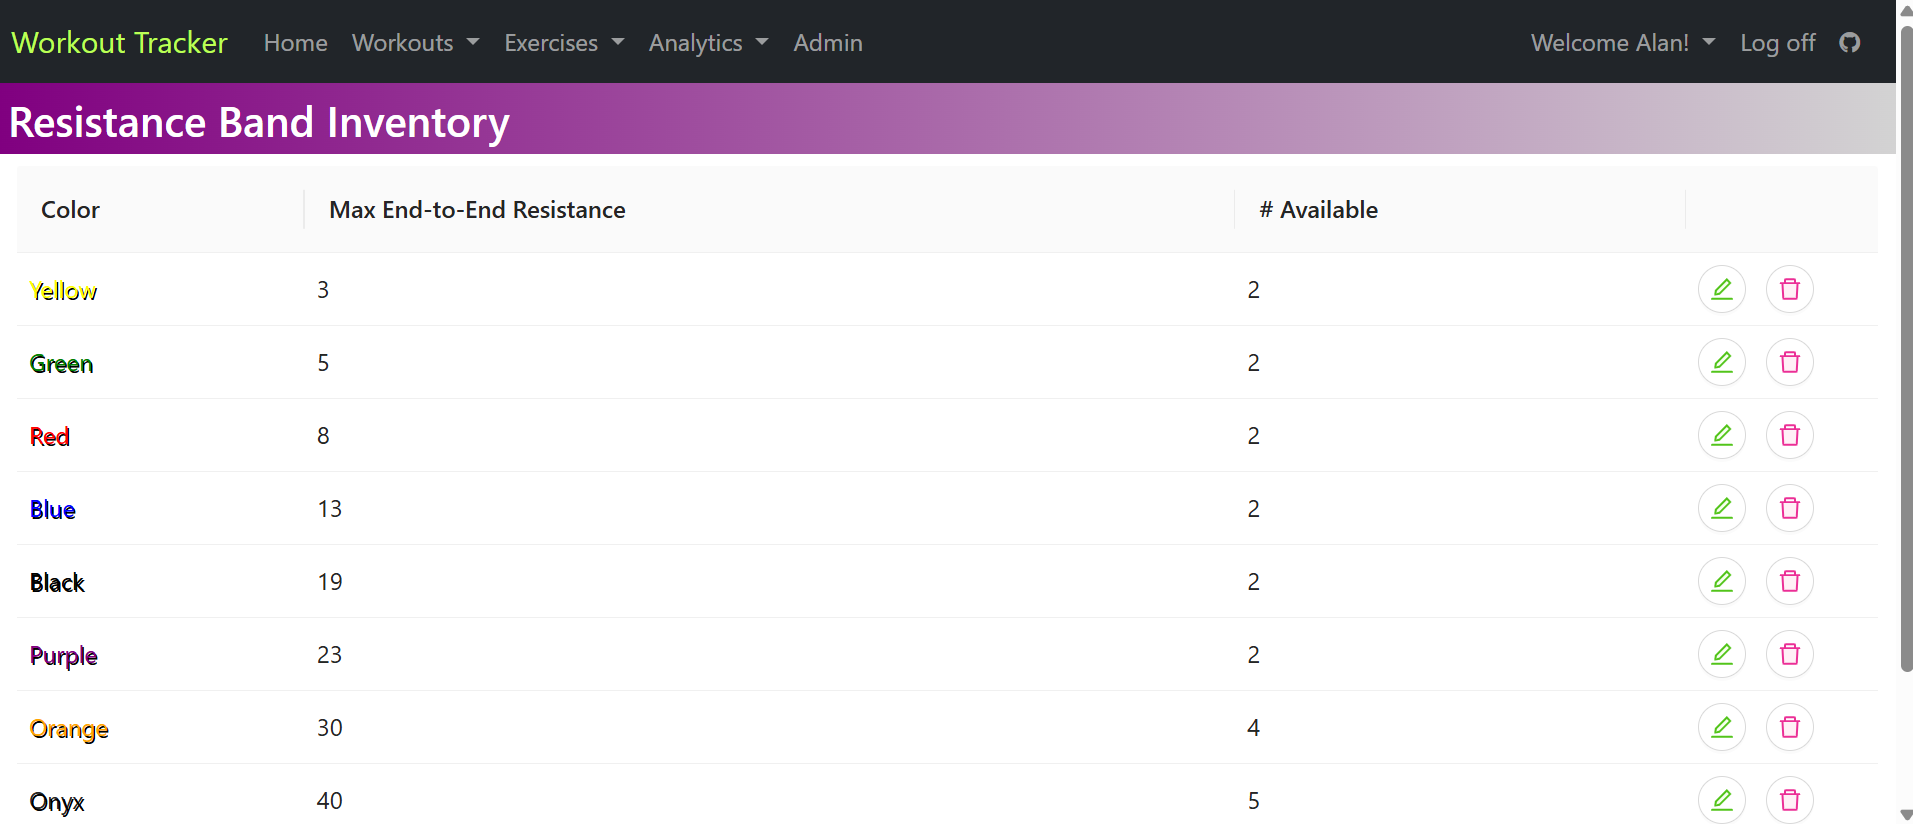 Workout Tracker Home Workouts Exercises Analytics Admin Welcome Alan! Log off
Resistance Band Inventory
Color Max End-to-End Resistance # Available
Yellow 3 2
Green 5 2
Red 8 2
Blue 13 2
Black 19 2
Purple 23 2
Orange 30 4
Onyx 40 5